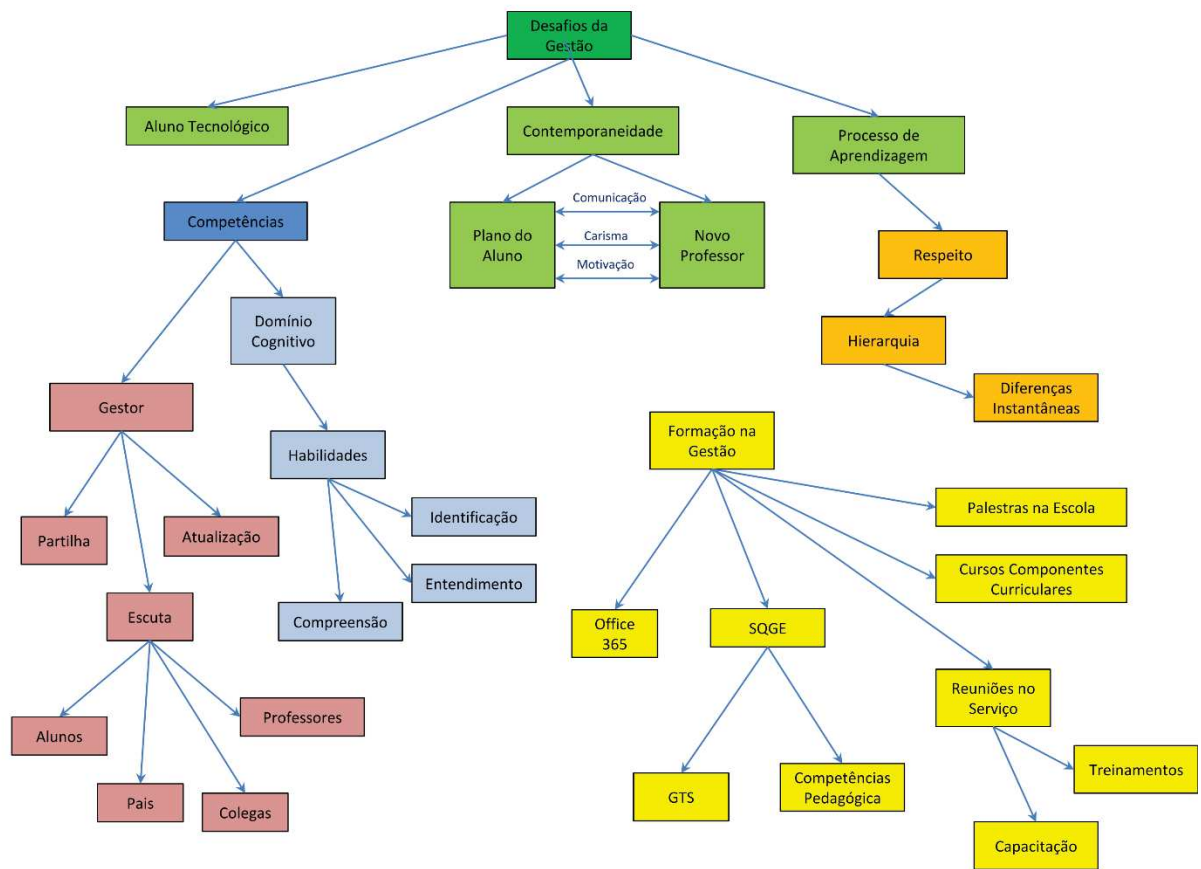 Desafios da
Gestão
Aluno Tecnológico
Contemporaneidade
Processo de
Aprendizagem
Competências
Plano do
Aluno
Comunicação
Carisma
Motivação
Novo
Professor
Respeito
Domínio
Cognitivo
Hierarquia
Gestor
Diferenças
Instantâneas
Habilidades
Formação na
Gestão
Partilha
Atualização
Identificação
Palestras na Escola
Entendimento
Cursos Componentes
Curriculares
Escuta
Compreensão
Office
365
SQGE
Reuniões no
Serviço
Alunos
Professores
Pais
Colegas
GTS
Competências
Pedagógica
Treinamentos
Capacitação